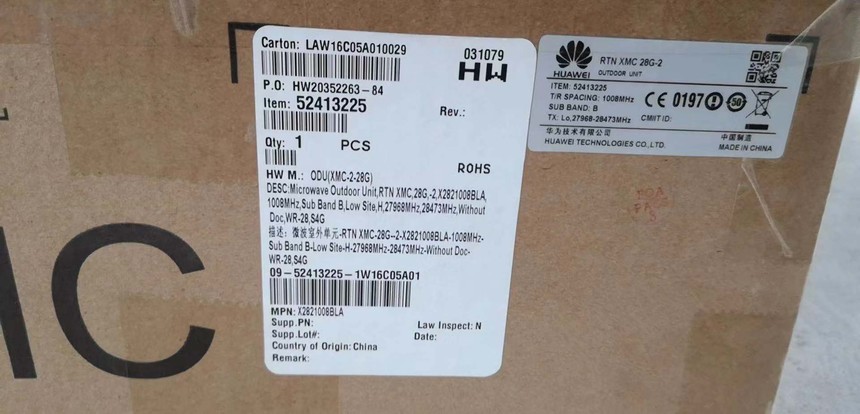 Carton: LAW16C05A010029
031079
HW
P.O: HW20352263-84
Item: 52413225
Rev.:
Qty: 1 PCS
ROHS
HW M.: ODU(XMC-2-28G)
DESC:Microwave Outdoor Unit,RTN XMC,28G,-2,X2821008BLA,
1008MHz,Sub Band B,Low Site,H,27968MHz,28473MHz,Without
Doc,WR-28,S4G
描述: 微波室外单元-RTN XMC-28G--2-X2821008BLA-1008MHz-
Sub Band B-Low Site-H-27968MHz-28473MHz-Without Doc-
WR-28,S4G
09-52413225-1W16C05A01
MPN: X2821008BLA
Supp.PN:
Law Inspect: N
Supp.Lot#:
Date:
Country of Origin: China
Remark:
HUAWEI
RTN XMC 28G-2
OUTDOOR UNIT
ITEM: 52413225
T/R SPACING: 1008MHz
SUB BAND: B
TX: Lo,27968-28473MHz
CE 0197
50
CMIIT ID:
华为技术有限公司
中国制造
HUAWEI TECHNOLOGIES CO.,LTD.
MADE IN CHINA
MC